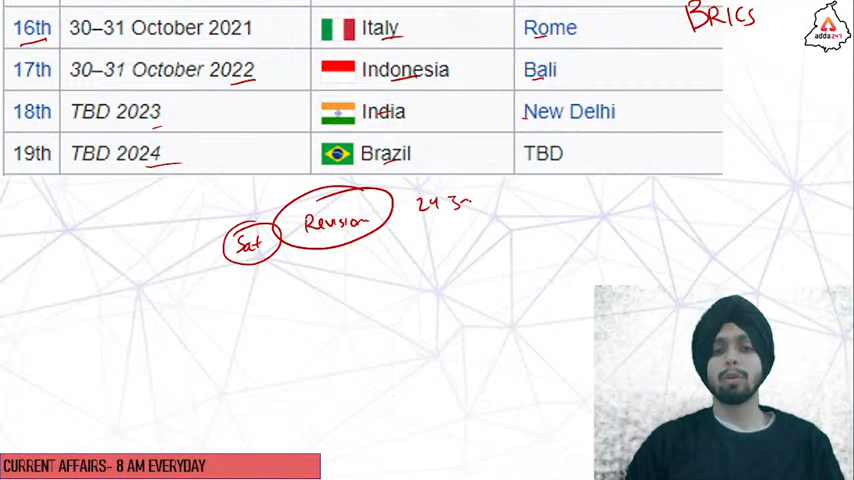 BRICS
adda247
16th 30–31 October 2021 Italy Rome
17th 30–31 October 2022 Indonesia Bali
18th TBD 2023 India New Delhi
19th TBD 2024 Brazil TBD
Sat Revision 24
CURRENT AFFAIRS- 8 AM EVERYDAY